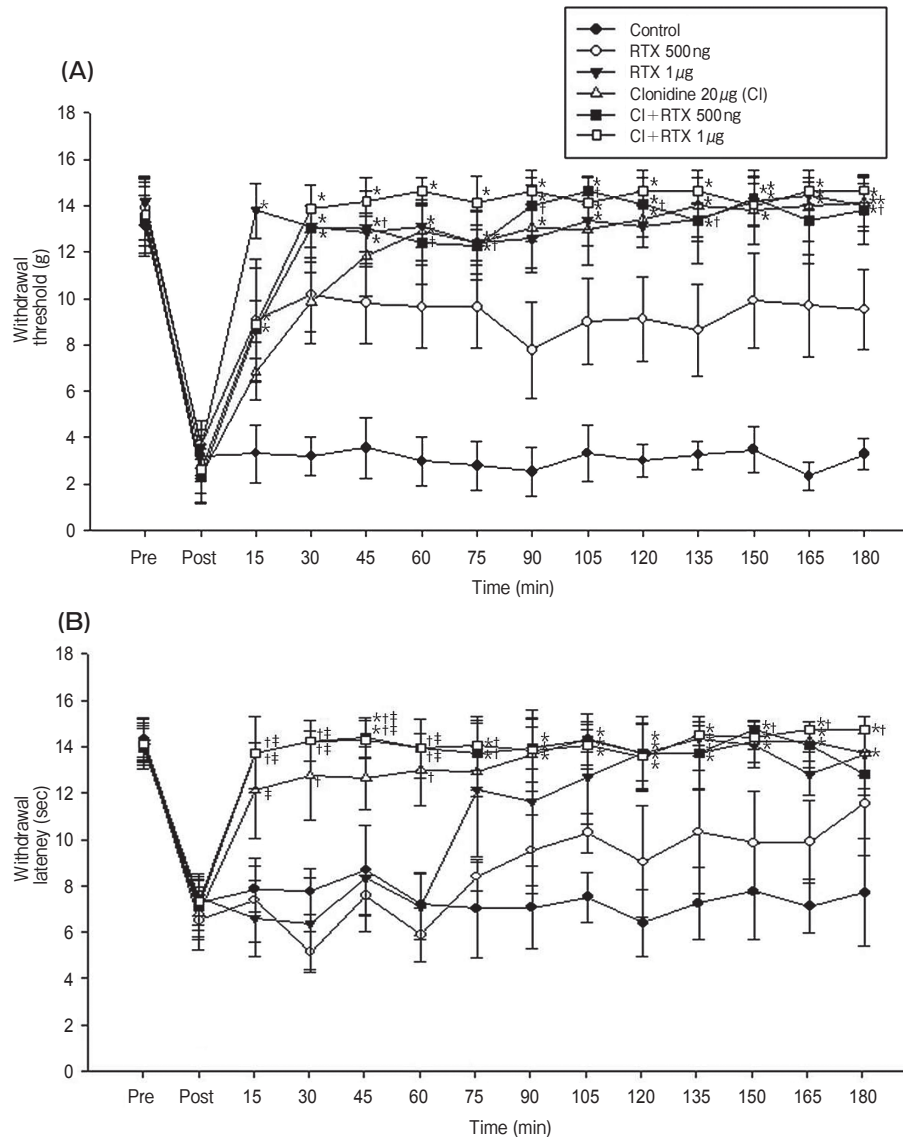 Control
RTX 500ng
RTX 1μg
Clonidine 20μg (Cl)
Cl+RTX 500ng
Cl+RTX 1μg
(A)
18
16
14
12
10
8
6
4
2
0
Withdrawal
threshold (g)
Pre Post 15 30 45 60 75 90 105 120 135 150 165 180
Time (min)
(B)
18
16
14
12
10
8
6
4
2
0
Withdrawal
lateney (sec)
Pre Post 15 30 45 60 75 90 105 120 135 150 165 180
Time (min)